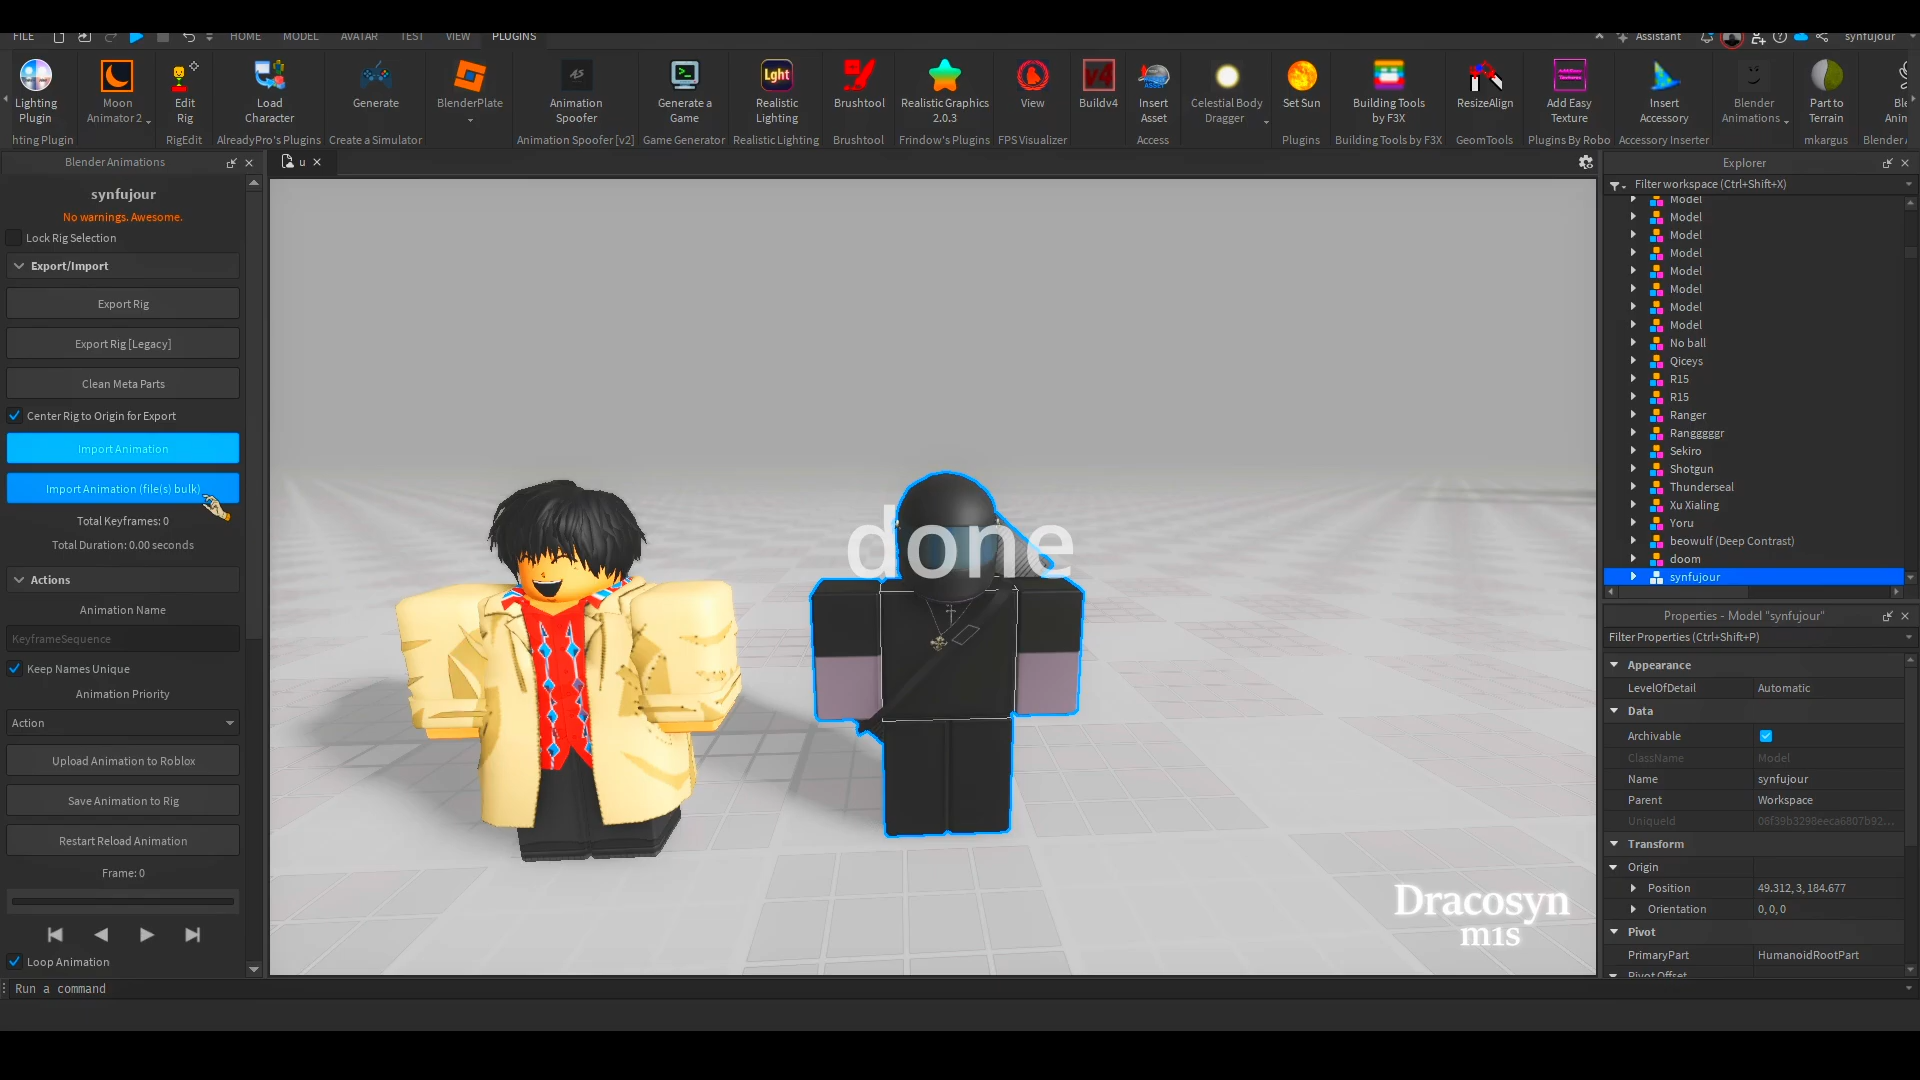 FILE HOME MODEL AVATAR TEST VIEW PLUGINS Assistant synfujour
Lighting Plugin
Moon Animator 2
Edit Rig
Load Character
Generate
BlenderPlate
Animation Spoofer
Generate a Game
Realistic Lighting
Brushtool
Realistic Graphics 2.0.3
View
Buildv4
Insert Asset
Celestial Body Dragger
Set Sun
Building Tools by F3X
ResizeAlign
Add Easy Texture
Insert Accessory
Blender Animations
Part to Terrain
hting Plugin RigEdit AlreadyPro's Plugins Create a Simulator Animation Spoofer [v2] Game Generator Realistic Lighting Brushtool Frindow's Plugins FPS Visualizer Access Plugins Building Tools by F3X GeomTools Plugins By Robo Accessory Inserter mkargus
Blender Animations
synfujour
No warnings. Awesome.
Lock Rig Selection
Export/Import
Export Rig
Export Rig [Legacy]
Clean Meta Parts
Center Rig to Origin for Export
Import Animation
Import Animation (file(s) bulk)
Total Keyframes: 0
Total Duration: 0.00 seconds
Actions
Animation Name
KeyframeSequence
Keep Names Unique
Animation Priority
Action
Upload Animation to Roblox
Save Animation to Rig
Restart Reload Animation
Frame: 0
Loop Animation
Run a command
u
done
Dracosyn
m1s
Explorer
Filter workspace (Ctrl+Shift+X)
Model
Model
Model
Model
Model
Model
Model
Model
No ball
Qiceys
R15
R15
Ranger
Rangggggr
Sekiro
Shotgun
Thunderseal
Xu Xialing
Yoru
beowulf (Deep Contrast)
doom
synfujour
Properties - Model "synfujour"
Filter Properties (Ctrl+Shift+P)
Appearance
LevelOfDetail Automatic
Data
Archivable
ClassName Model
Name synfujour
Parent Workspace
UniqueId
Transform
Origin
Position 49.312, 3, 184.677
Orientation 0, 0, 0
Pivot
PrimaryPart HumanoidRootPart